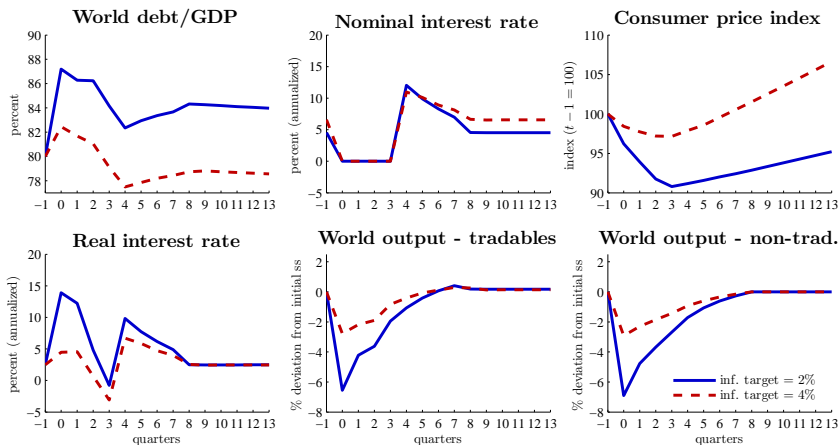 World debt/GDP
Nominal interest rate
Consumer price index
percent
90
88
86
84
82
80
78
−1 0 1 2 3 4 5 6 7 8 9 10 11 12 13
percent (annualized)
20
15
10
5
0
−5
−1 0 1 2 3 4 5 6 7 8 9 10 11 12 13
index (t − 1 = 100)
110
105
100
95
90
−1 0 1 2 3 4 5 6 7 8 9 10 11 12 13
Real interest rate
World output - tradables
World output - non-trad.
percent (annualized)
20
15
10
5
0
−5
−1 0 1 2 3 4 5 6 7 8 9 10 11 12 13
quarters
% deviation from initial ss
2
0
−2
−4
−6
−8
−1 0 1 2 3 4 5 6 7 8 9 10 11 12 13
quarters
% deviation from initial ss
2
0
−2
−4
−6
−8
inf. target = 2%
inf. target = 4%
−1 0 1 2 3 4 5 6 7 8 9 10 11 12 13
quarters